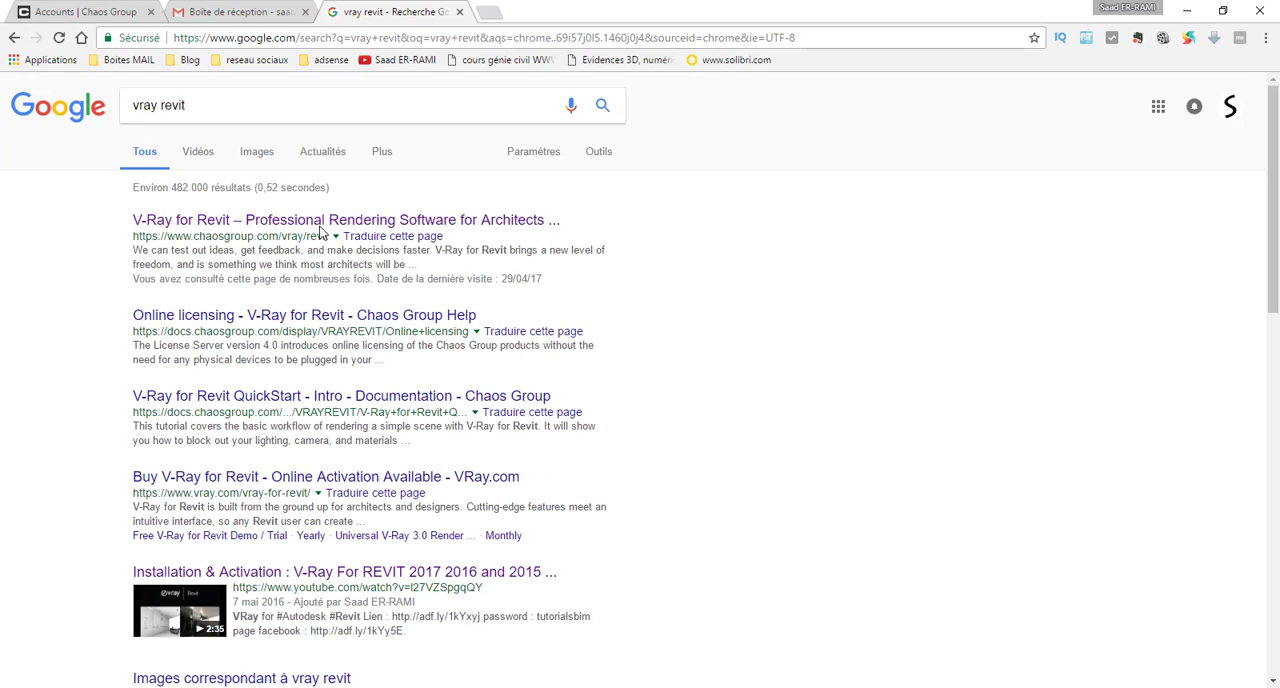 Accounts | Chaos Group
Boîte de réception - saad
vray revit - Recherche Go
Saad ER-RAMI
Sécurisé
https://www.google.com/search?q=vray+revit&oq=vray+revit&aqs=chrome..69i57j0l5.1460j0j4&sourceid=chrome&ie=UTF-8
Applications
Boites MAIL
Blog
reseau sociaux
adsense
Saad ER-RAMI
cours génie civil WW
Evidences 3D, numér
www.solibri.com
Google
vray revit
S
Tous
Vidéos
Images
Actualités
Plus
Paramètres
Outils
Environ 482 000 résultats (0,52 secondes)
V-Ray for Revit – Professional Rendering Software for Architects ...
https://www.chaosgroup.com/vray/revit Traduire cette page
We can test out ideas, get feedback, and make decisions faster. V-Ray for Revit brings a new level of
freedom, and is something we think most architects will be ...
Vous avez consulté cette page de nombreuses fois. Date de la dernière visite : 29/04/17
Online licensing - V-Ray for Revit - Chaos Group Help
https://docs.chaosgroup.com/display/VRAYREVIT/Online+licensing Traduire cette page
The License Server version 4.0 introduces online licensing of the Chaos Group products without the
need for any physical devices to be plugged in your ...
V-Ray for Revit QuickStart - Intro - Documentation - Chaos Group
https://docs.chaosgroup.com/.../VRAYREVIT/V-Ray+for+Revit+Q... Traduire cette page
This tutorial covers the basic workflow of rendering a simple scene with V-Ray for Revit. It will show
you how to block out your lighting, camera, and materials ...
Buy V-Ray for Revit - Online Activation Available - VRay.com
https://www.vray.com/vray-for-revit/ Traduire cette page
V-Ray for Revit is built from the ground up for architects and designers. Cutting-edge features meet an
intuitive interface, so any Revit user can create ...
Free V-Ray for Revit Demo / Trial · Yearly · Universal V-Ray 3.0 Render ... · Monthly
Installation & Activation : V-Ray For REVIT 2017 2016 and 2015 ...
vray Revit
2:35
https://www.youtube.com/watch?v=l27VZSpgqQY
7 mai 2016 - Ajouté par Saad ER-RAMI
VRay for #Autodesk #Revit Lien : http://adf.ly/1kYxyj password : tutorialsbim
page facebook : http://adf.ly/1kYy5E.
Images correspondant à vray revit